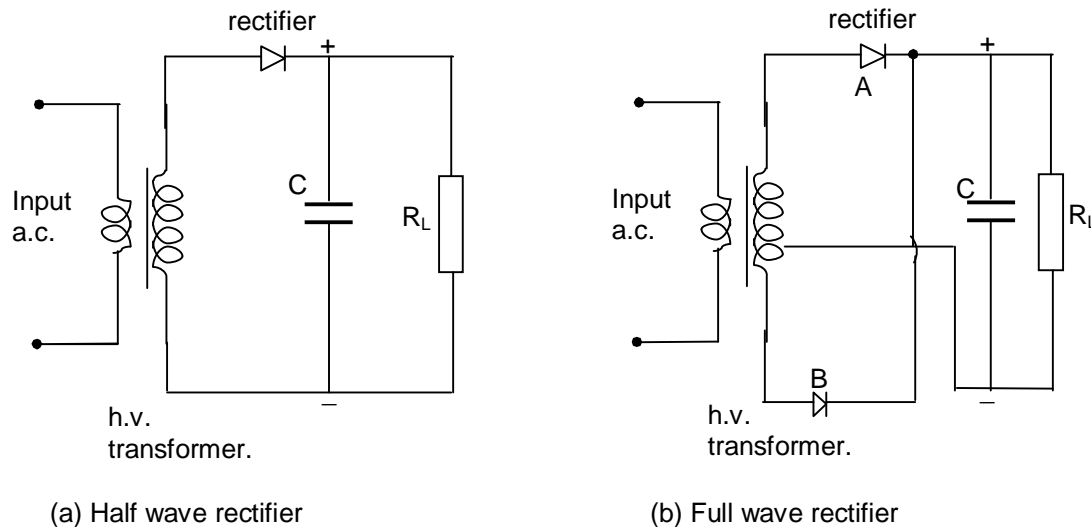 rectifier
+
Input
a.c.
C
R_L
–
h.v.
transformer.
(a) Half wave rectifier
rectifier
+
A
Input
a.c.
C
R_L
B
–
h.v.
transformer.
(b) Full wave rectifier